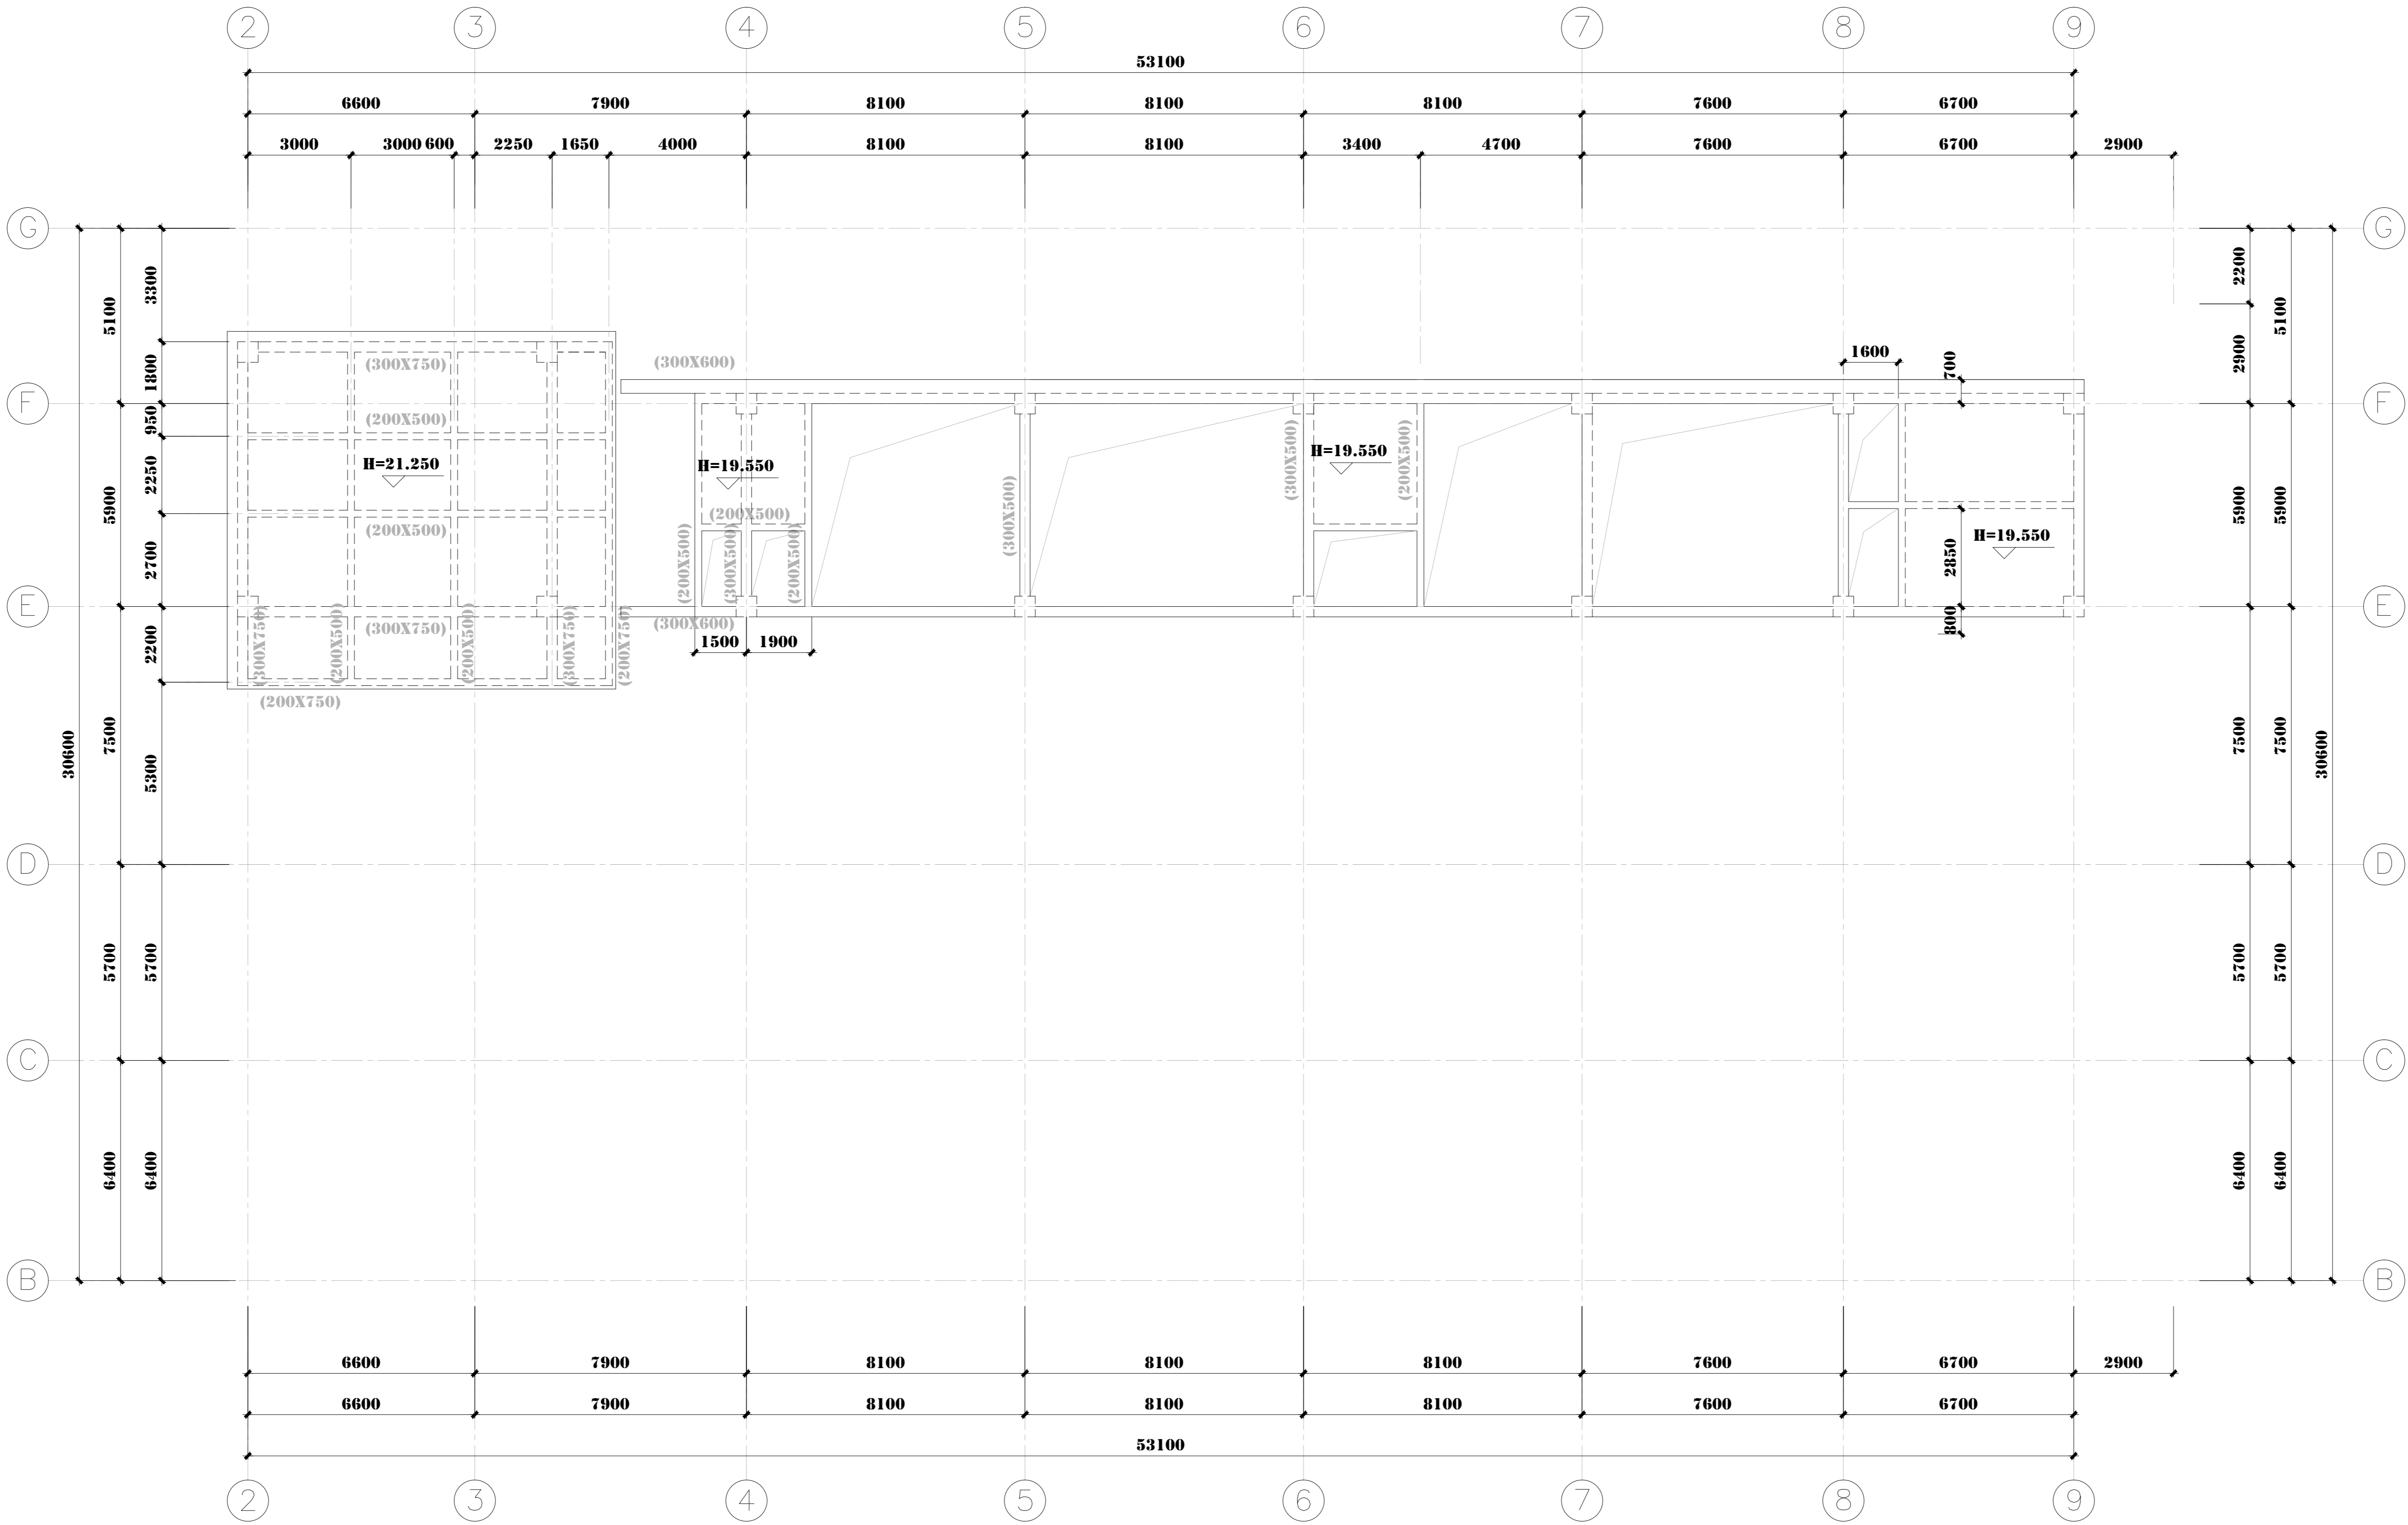 2 3 4 5 6 7 8 9
53100
6600 7900 8100 8100 8100 7600 6700
3000 3000 600 2250 1650 4000 8100 8100 3400 4700 7600 6700 2900
G G
3300 2200
5100 5100
2900
1800
(300X750) (300X600) 1600 700
F F
950 (200X500)
H=21.250 H=19.550 (300X500) H=19.550 (200X500)
2250 5900 5900 5900
(200X500) (300X500)
(200X500)
H=19.550
2700 (200X500) (300X500) (200X500) 2850
E E
(300X750) (300X600) 800
2200 (300X750) (200X500) (200X500) (300X750) (200X750) 1500 1900
(200X750)
30600 7500 5300 7500 7500 30600
D D
5700 5700 5700 5700
C C
6400 6400 6400 6400
B B
6600 7900 8100 8100 8100 7600 6700 2900
6600 7900 8100 8100 8100 7600 6700
53100
2 3 4 5 6 7 8 9